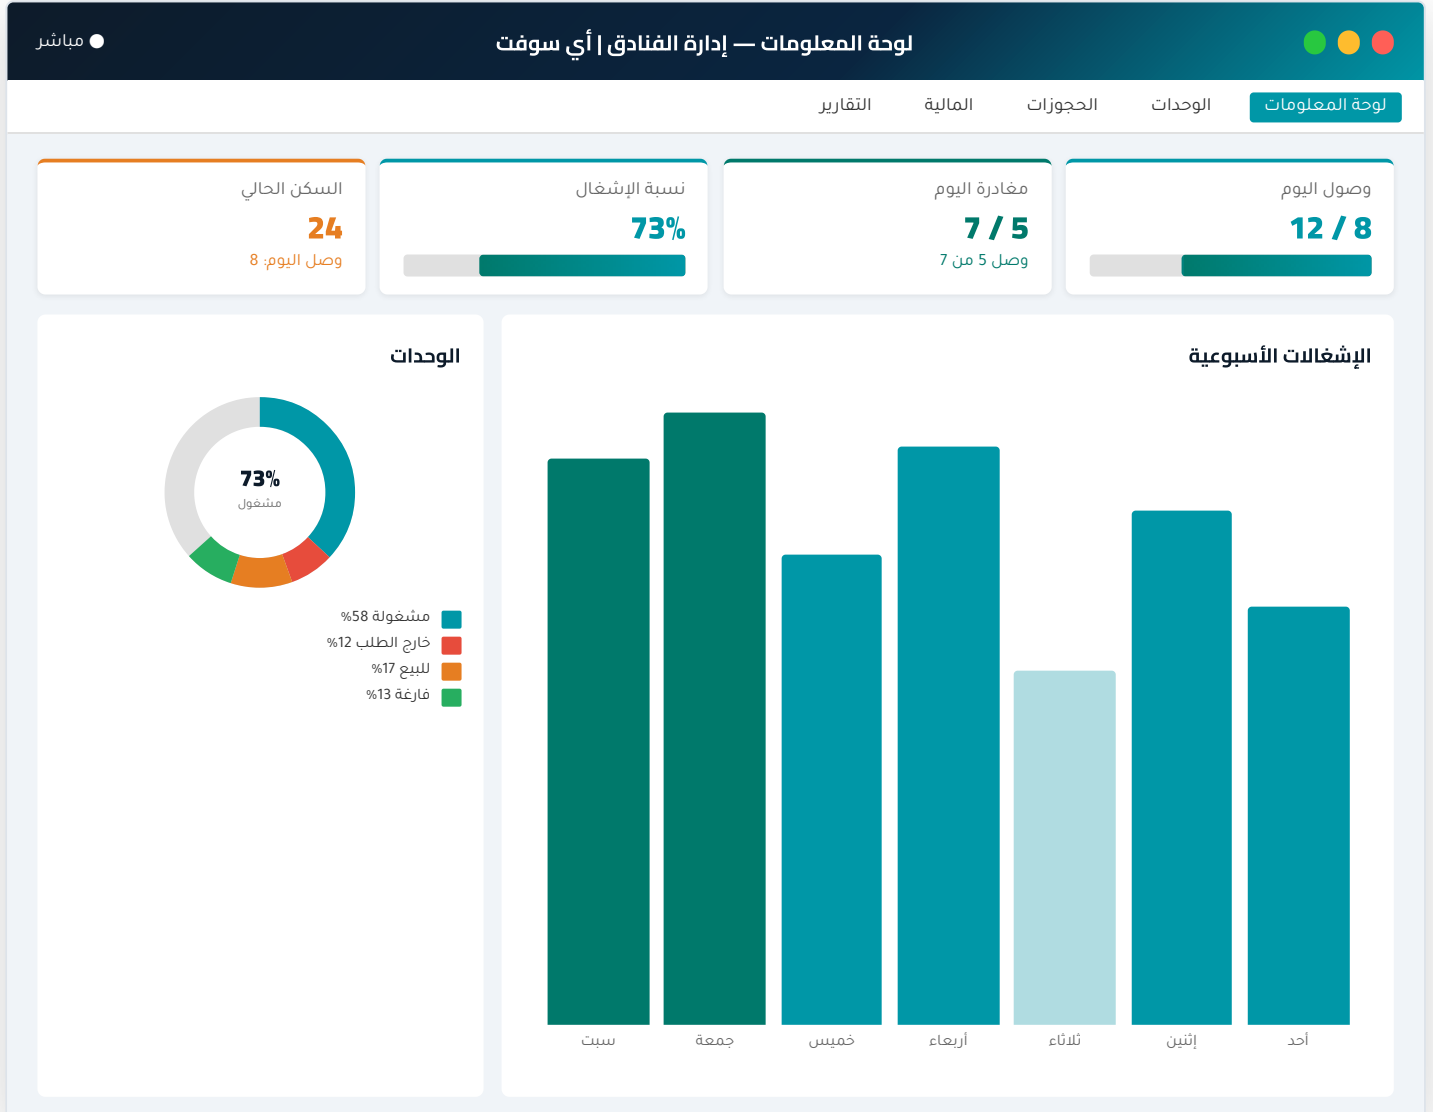 لوحة المعلومات — إدارة الفنادق | أي سوفت
مباشر
لوحة المعلومات
الوحدات
الحجوزات
المالية
التقارير
وصول اليوم
12 / 8
مغادرة اليوم
7 / 5
وصل 5 من 7
نسبة الإشغال
73%
السكن الحالي
24
وصل اليوم: 8
الإشغالات الأسبوعية
أحد
إثنين
ثلاثاء
أربعاء
خميس
جمعة
سبت
الوحدات
73%
مشغول
مشغولة 58%
خارج الطلب 12%
للبيع 17%
فارغة 13%